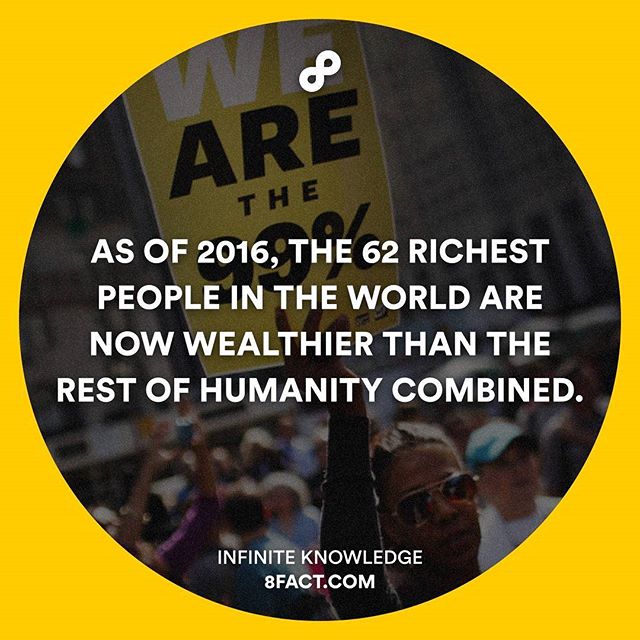 WE
ARE
THE
99%
AS OF 2016, THE 62 RICHEST
PEOPLE IN THE WORLD ARE
NOW WEALTHIER THAN THE
REST OF HUMANITY COMBINED.
INFINITE KNOWLEDGE
8FACT.COM